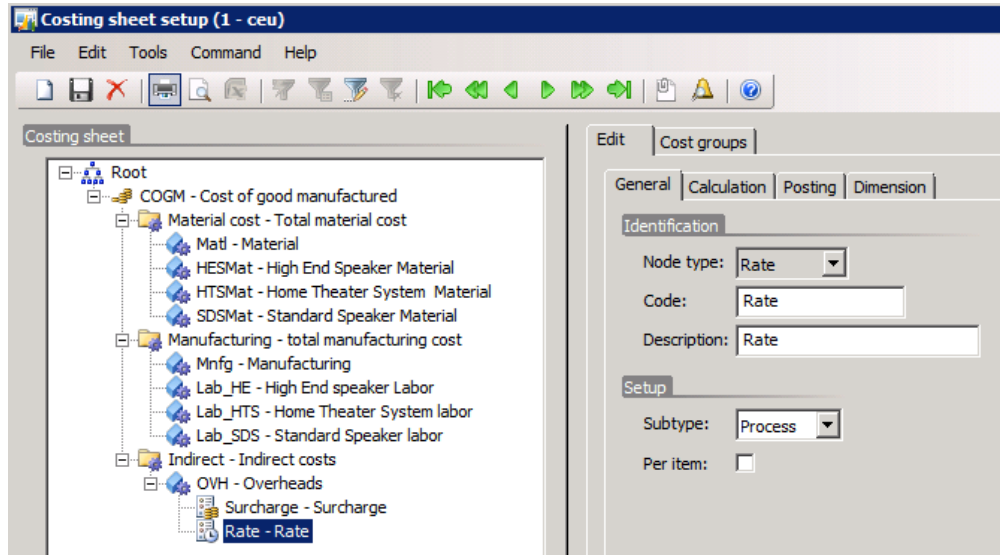 Costing sheet setup (1 - ceu)
File Edit Tools Command Help
Costing sheet
Root
COGM - Cost of good manufactured
Material cost - Total material cost
Matl - Material
HESMat - High End Speaker Material
HTSMat - Home Theater System Material
SDSMat - Standard Speaker Material
Manufacturing - total manufacturing cost
Mnfg - Manufacturing
Lab_HE - High End speaker Labor
Lab_HTS - Home Theater System labor
Lab_SDS - Standard Speaker labor
Indirect - Indirect costs
OVH - Overheads
Surcharge - Surcharge
Rate - Rate
Edit Cost groups
General Calculation Posting Dimension
Identification
Node type: Rate
Code: Rate
Description: Rate
Setup
Subtype: Process
Per item: